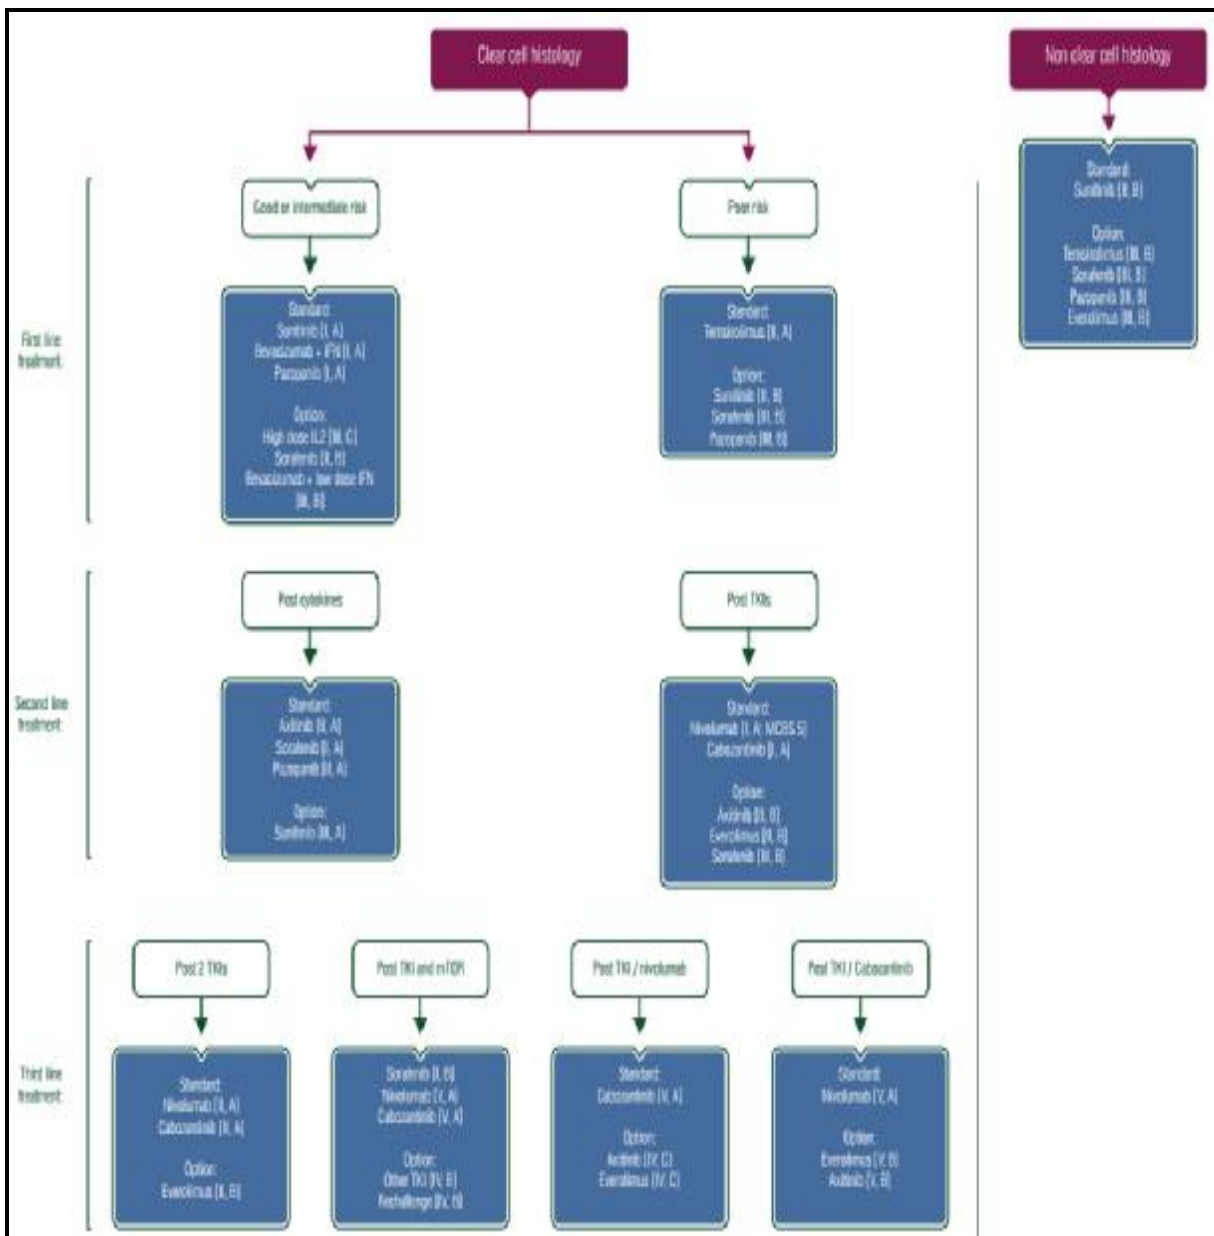 Clear cell histology
Non clear cell histology
Good or intermediate risk
Poor risk
Standard:
Sunitinib [II, B]
Option:
Temsirolimus [III, B]
Sorafenib [III, B]
Pazopanib [III, B]
Everolimus [III, B]
First line
treatment
Standard:
Sunitinib [I, A]
Bevacizumab + IFN [I, A]
Pazopanib [I, A]
Option:
High dose IL2 [III, C]
Sorafenib [II, B]
Bevacizumab + low dose IFN
[III, B]
Standard:
Temsirolimus [II, A]
Option:
Sunitinib [II, B]
Sorafenib [III, B]
Pazopanib [III, B]
Second line
treatment
Post cytokines
Standard:
Axitinib [II, A]
Sorafenib [I, A]
Pazopanib [II, A]
Option:
Sunitinib [III, A]
Post TKIs
Standard:
Nivolumab [I, A; MCBS 5]
Cabozantinib [I, A]
Option:
Axitinib [II, B]
Everolimus [II, B]
Sorafenib [III, B]
Third line
treatment
Post 2 TKIs
Standard:
Nivolumab [II, A]
Cabozantinib [II, A]
Option:
Everolimus [II, B]
Post TKI and mTOR
Sorafenib [I, B]
Nivolumab [V, A]
Cabozantinib [V, A]
Option:
Other TKI [IV, B]
Rechallenge [IV, B]
Post TKI / nivolumab
Standard:
Cabozantinib [V, A]
Option:
Axitinib [IV, C]
Everolimus [IV, C]
Post TKI / Cabozantinib
Standard:
Nivolumab [V, A]
Option:
Everolimus [V, B]
Axitinib [V, B]